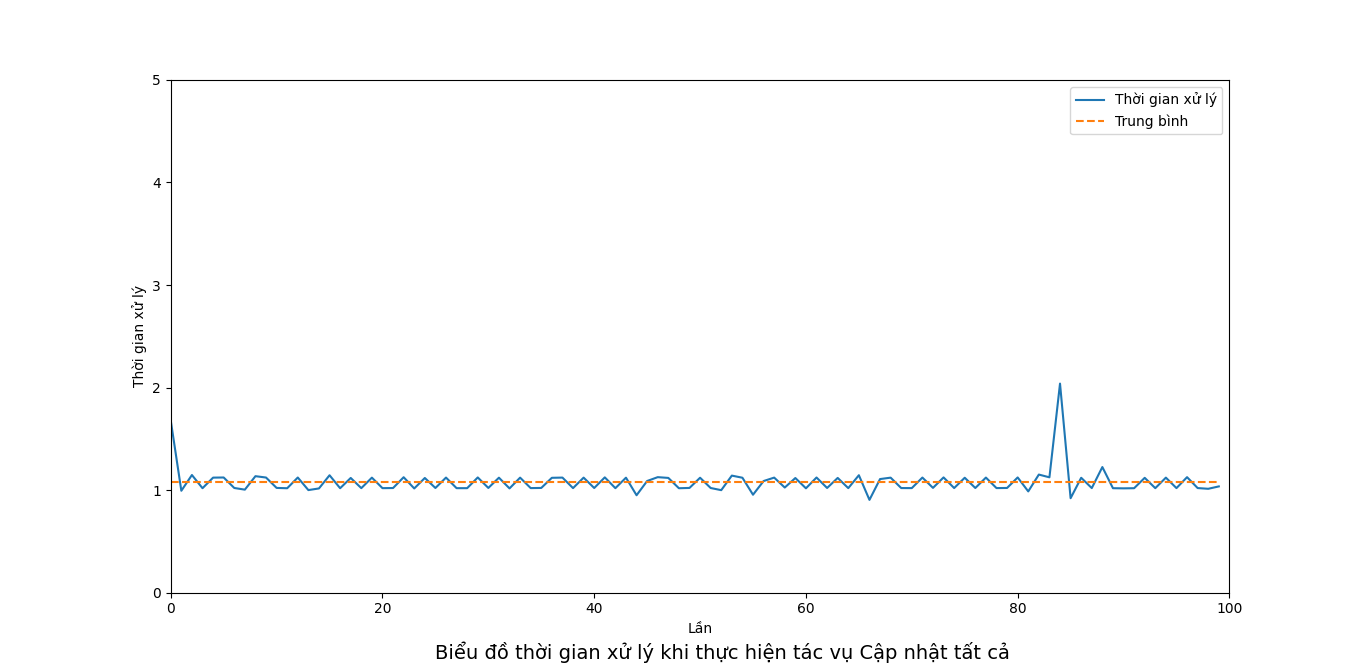 5
4
3
2
1
0
Thời gian xử lý
Thời gian xử lý
Trung bình
0 20 40 60 80 100
Lần
Biểu đồ thời gian xử lý khi thực hiện tác vụ Cập nhật tất cả